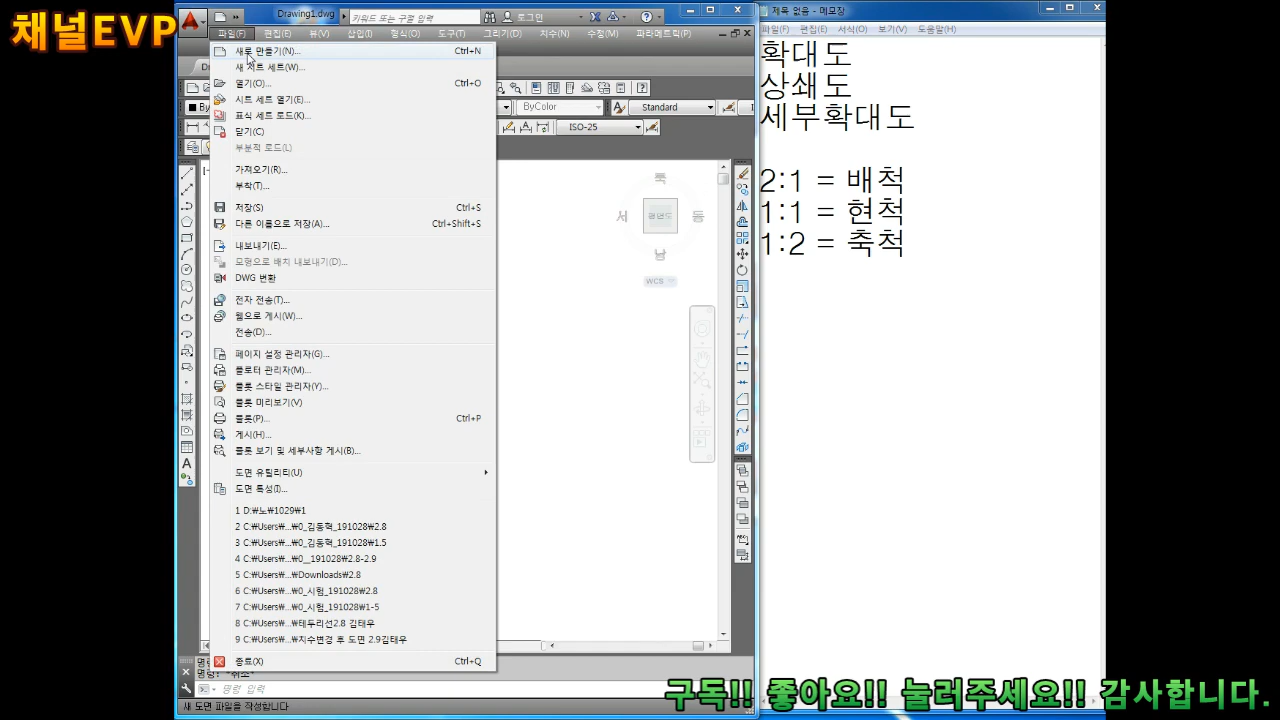 채널EVP
Drawing1.dwg
키워드 또는 구절 입력
로그인
파일(F) 편집(E) 뷰(V) 삽입(I) 형식(O) 도구(T) 그리기(D) 치수(N) 수정(M) 파라메트릭(P)
새로 만들기(N)... Ctrl+N
새 시트 세트(W)...
열기(O)... Ctrl+O
시트 세트 열기(E)...
표식 세트 로드(K)...
닫기(C)
부분적 로드(L)
가져오기(R)...
부착(T)...
저장(S) Ctrl+S
다른 이름으로 저장(A)... Ctrl+Shift+S
내보내기(E)...
모형으로 배치 내보내기(D)...
DWG 변환
전자 전송(T)...
웹으로 게시(W)...
전송(D)...
페이지 설정 관리자(G)...
플로터 관리자(M)...
플롯 스타일 관리자(Y)...
플롯 미리보기(V)
플롯(P)... Ctrl+P
게시(H)...
플롯 보기 및 세부사항 게시(B)...
도면 유틸리티(U)
도면 특성(I)...
1 D:₩노₩1029₩1
2 C:₩Users₩...₩0_김동혁_191028₩2.8
3 C:₩Users₩...₩0_김동혁_191028₩1.5
4 C:₩Users₩...₩0__191028₩2.8-2.9
5 C:₩Users₩...₩Downloads₩2.8
6 C:₩Users₩...₩0_시험_191028₩2.8
7 C:₩Users₩...₩0_시험_191028₩1-5
8 C:₩Users₩...₩테두리선2.8 김태우
9 C:₩Users₩...₩치수변경 후 도면 2.9김태우
종료(X) Ctrl+Q
ByColor
Standard
ISO-25
북
서
평면도
동
남
WCS
명령: *취소*
명령 입력
새 도면 파일을 작성합니다.
제목 없음 - 메모장
파일(F) 편집(E) 서식(O) 보기(V) 도움말(H)
확대도
상쇄도
세부확대도
2:1 = 배척
1:1 = 현척
1:2 = 축척
구독!! 좋아요!! 눌러주세요!! 감사합니다.